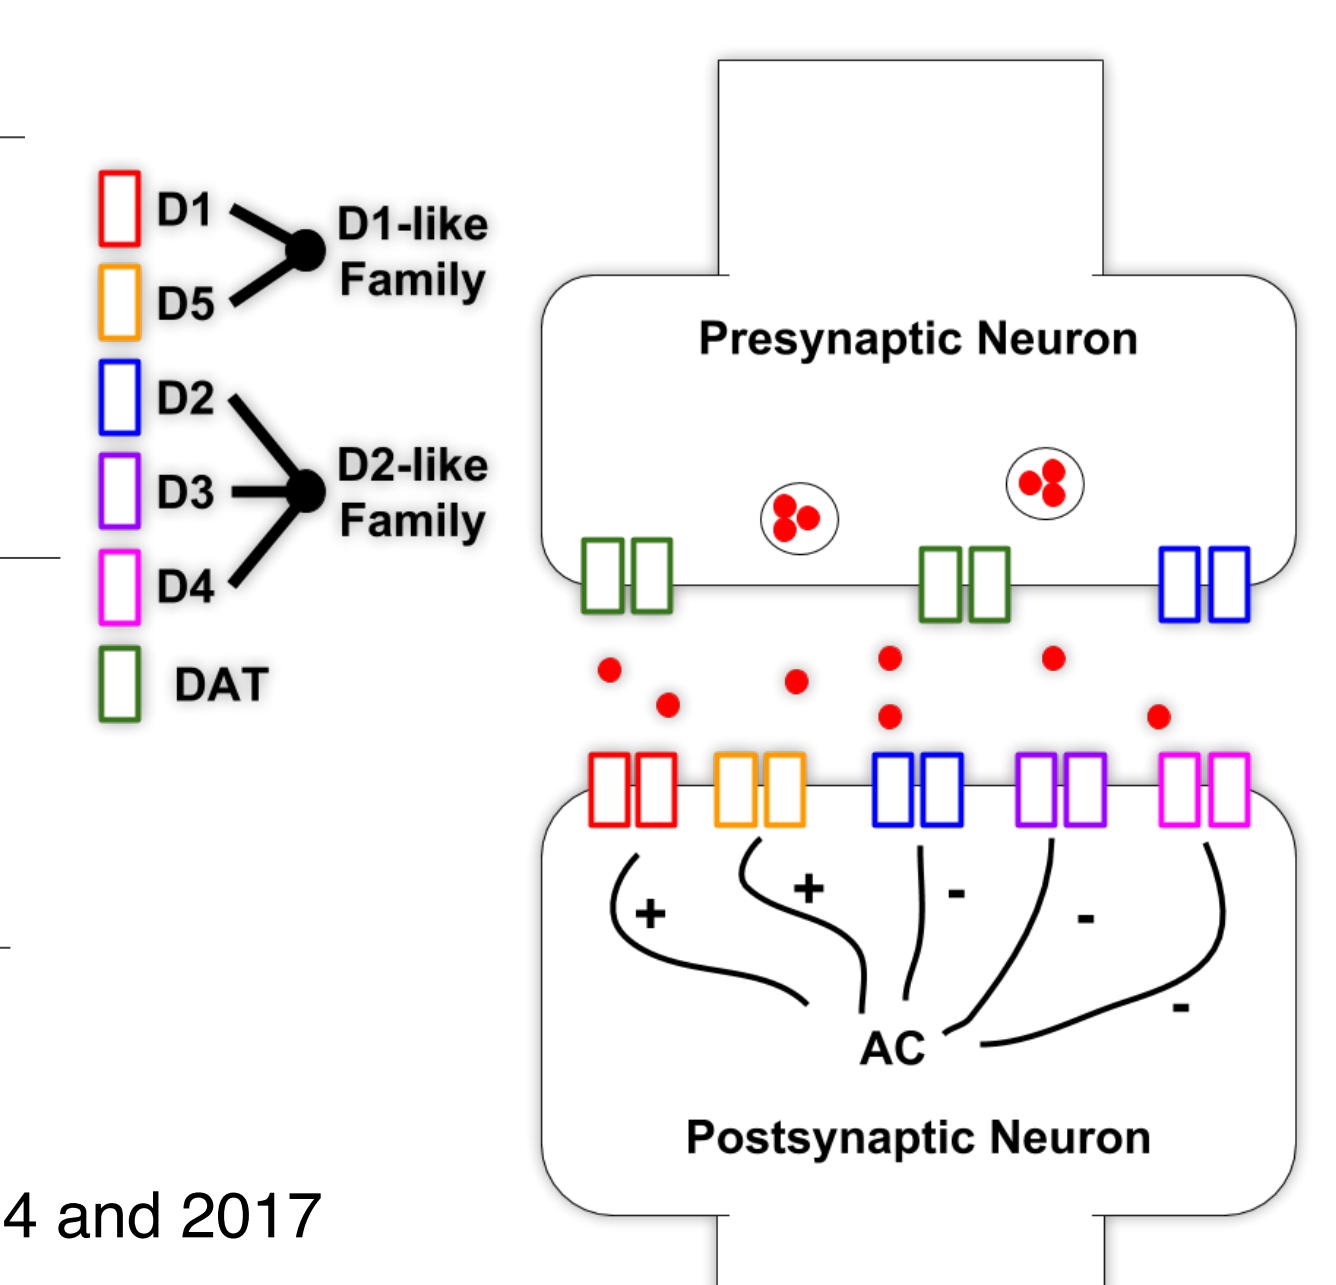 D1
D5
D1-like
Family
D2
D3
D4
D2-like
Family
DAT
Presynaptic Neuron
+
+
-
-
-
AC
Postsynaptic Neuron
4 and 2017